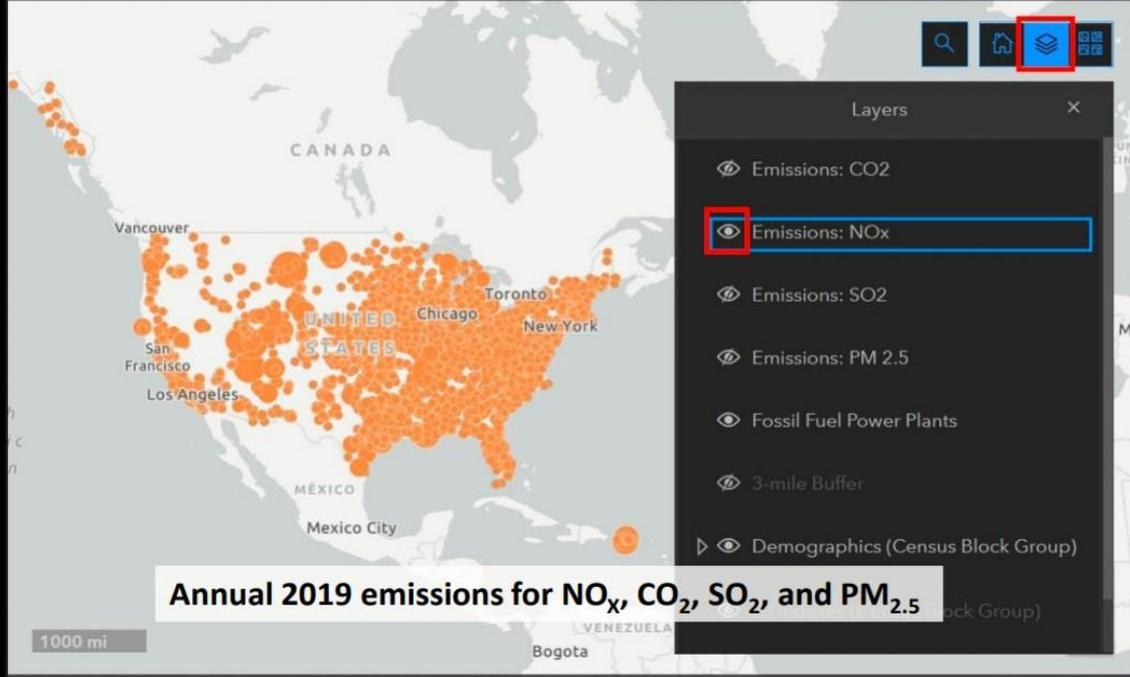 Layers ×
Emissions: CO2
Emissions: NOx
Emissions: SO2
Emissions: PM 2.5
Fossil Fuel Power Plants
3-mile Buffer
Demographics (Census Block Group)
ock Group)
CANADA
Vancouver
Toronto
Chicago
New York
UNITED
STATES
San
Francisco
Los Angeles
MÉXICO
Mexico City
Annual 2019 emissions for NOₓ, CO₂, SO₂, and PM₂.₅
VENEZUELA
Bogota
1000 mi